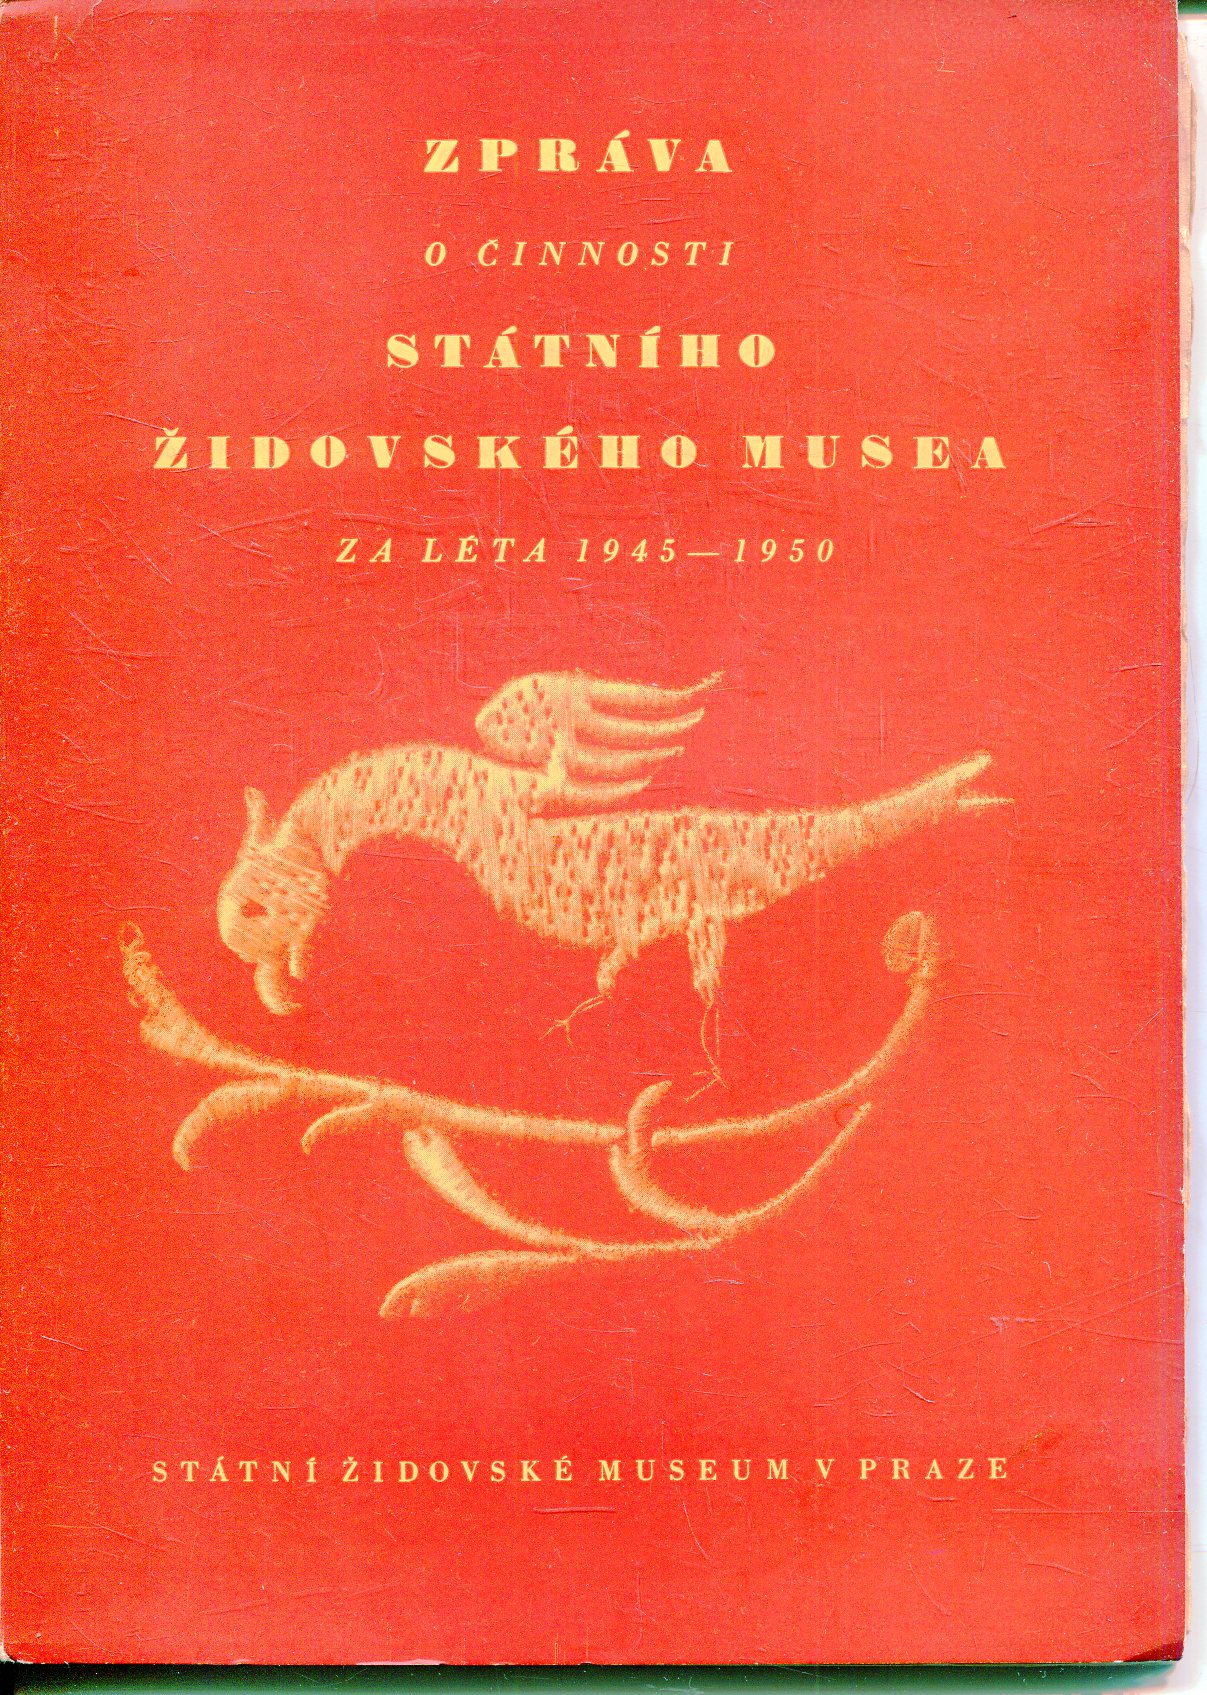 ZPRÁVA
O ČINNOSTI
STÁTNÍHO
ŽIDOVSKÉHO MUSEA
ZA LÉTA 1945—1950
STÁTNÍ ŽIDOVSKÉ MUSEUM V PRAZE